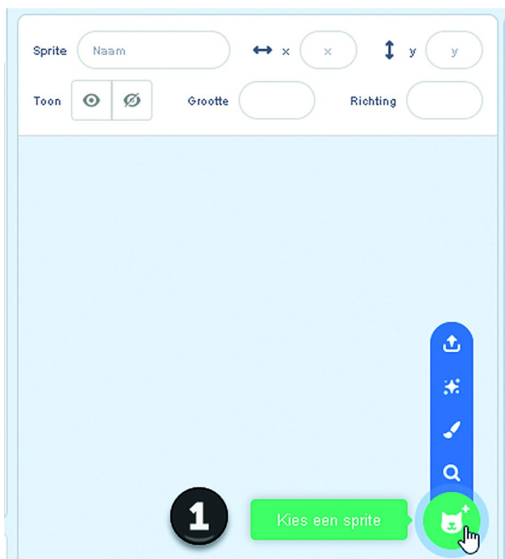 Sprite Naam x x y y
Toon Grootte Richting
1 Kies een sprite